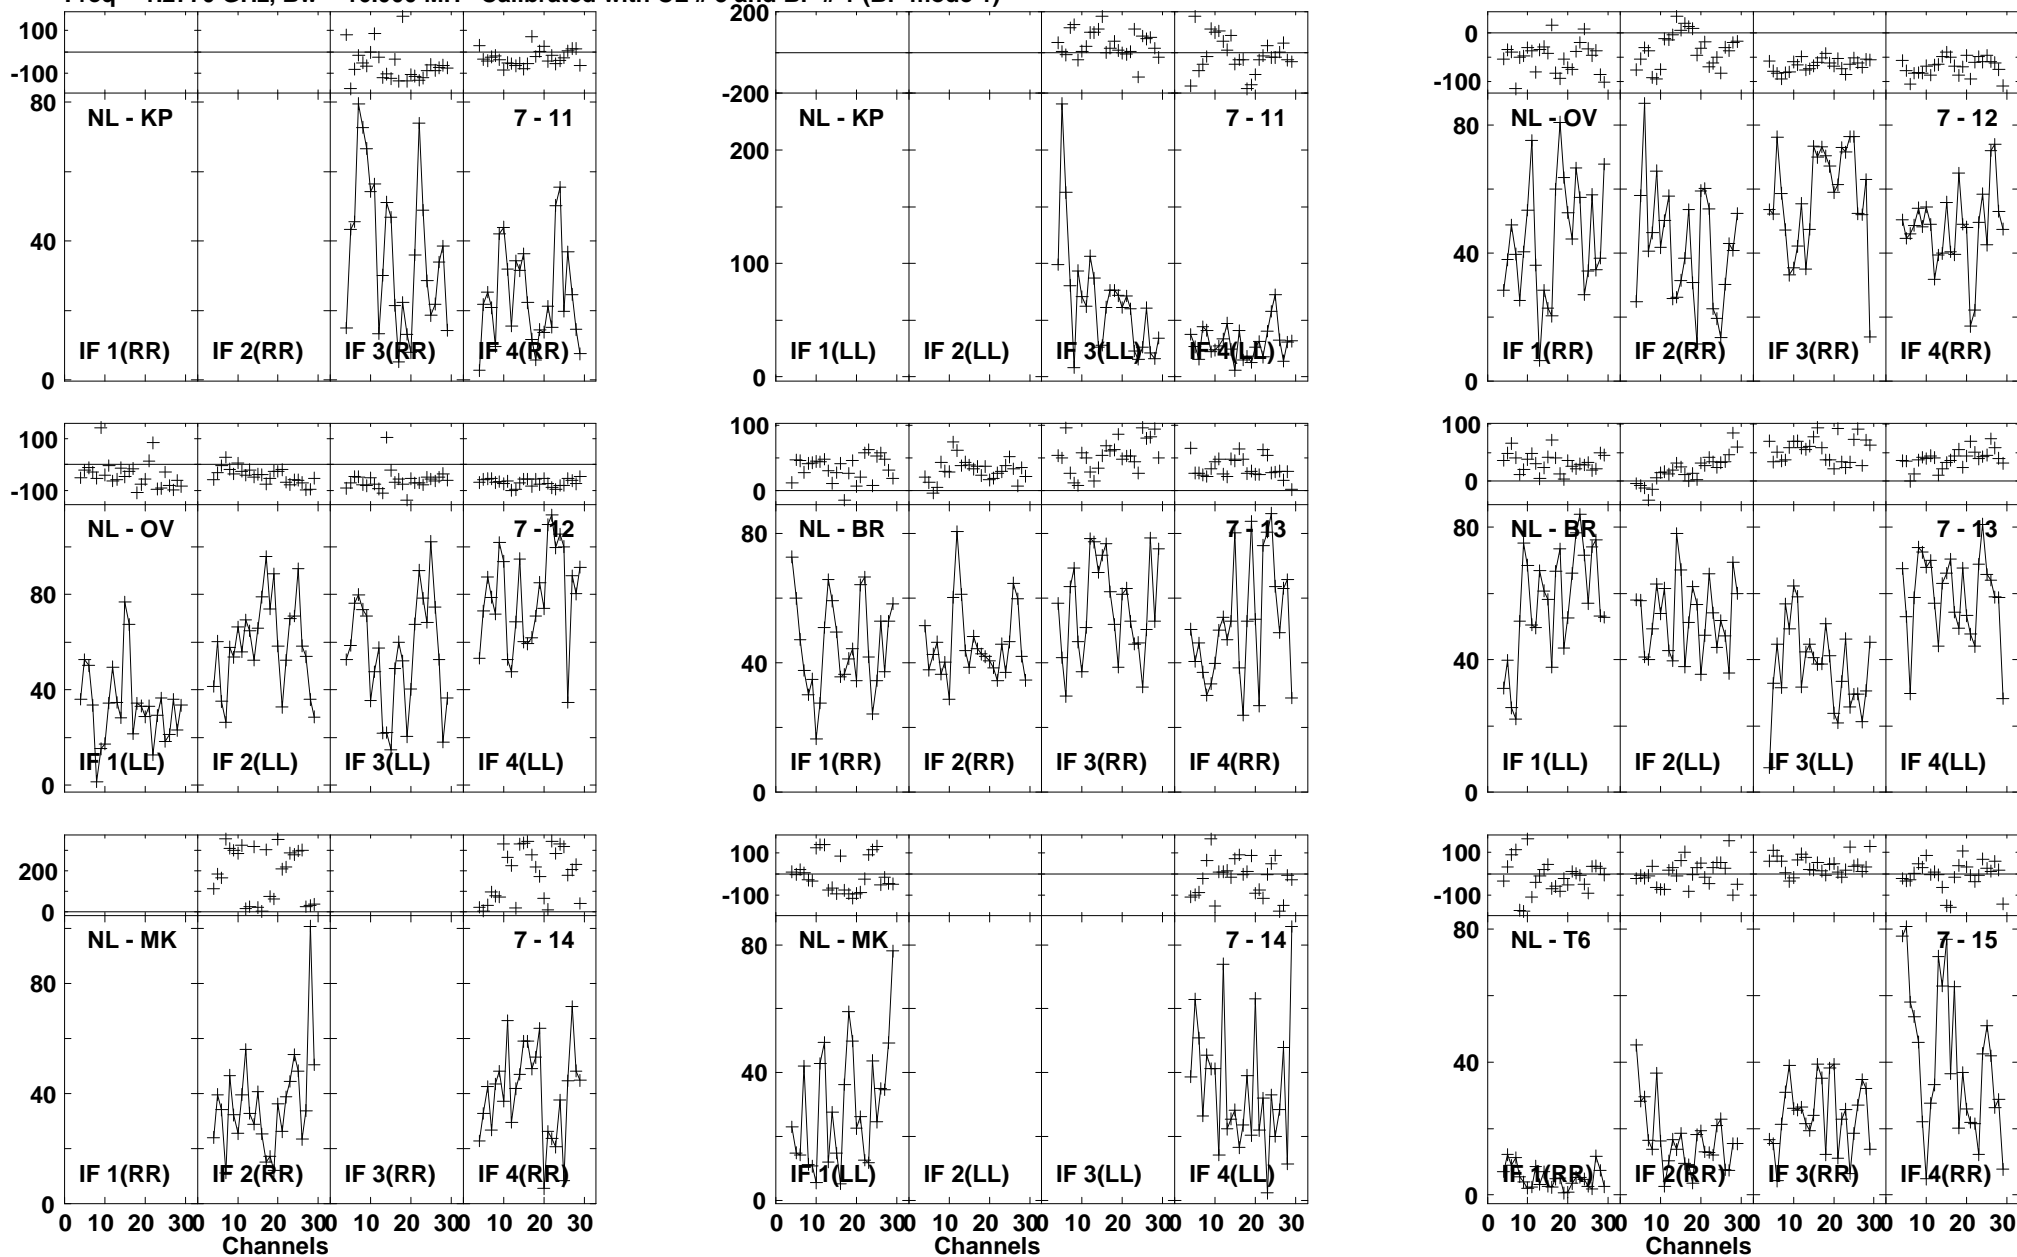 100
-100
80
40
0
NL - KP
7 - 11
IF 1(RR)
IF 2(RR)
IF 3(RR)
IF 4(RR)
200
-200
200
100
0
NL - KP
7 - 11
IF 1(LL)
IF 2(LL)
IF 3(LL)
IF 4(LL)
0
-100
80
40
0
NL - OV
7 - 12
IF 1(RR)
IF 2(RR)
IF 3(RR)
IF 4(RR)
100
-100
80
40
0
NL - OV
7 - 12
IF 1(LL)
IF 2(LL)
IF 3(LL)
IF 4(LL)
100
0
80
40
0
NL - BR
7 - 13
IF 1(RR)
IF 2(RR)
IF 3(RR)
IF 4(RR)
100
0
80
40
0
NL - BR
7 - 13
IF 1(LL)
IF 2(LL)
IF 3(LL)
IF 4(LL)
200
0
80
40
0
NL - MK
7 - 14
IF 1(RR)
IF 2(RR)
IF 3(RR)
IF 4(RR)
0 10 20 30 0 10 20 30 0 10 20 30 0 10 20 30
Channels
100
-100
80
40
0
NL - MK
7 - 14
IF 1(LL)
IF 2(LL)
IF 3(LL)
IF 4(LL)
0 10 20 30 0 10 20 30 0 10 20 30 0 10 20 30
Channels
100
-100
80
40
0
NL - T6
7 - 15
IF 1(RR)
IF 2(RR)
IF 3(RR)
IF 4(RR)
0 10 20 30 0 10 20 30 0 10 20 30 0 10 20 30
Channels